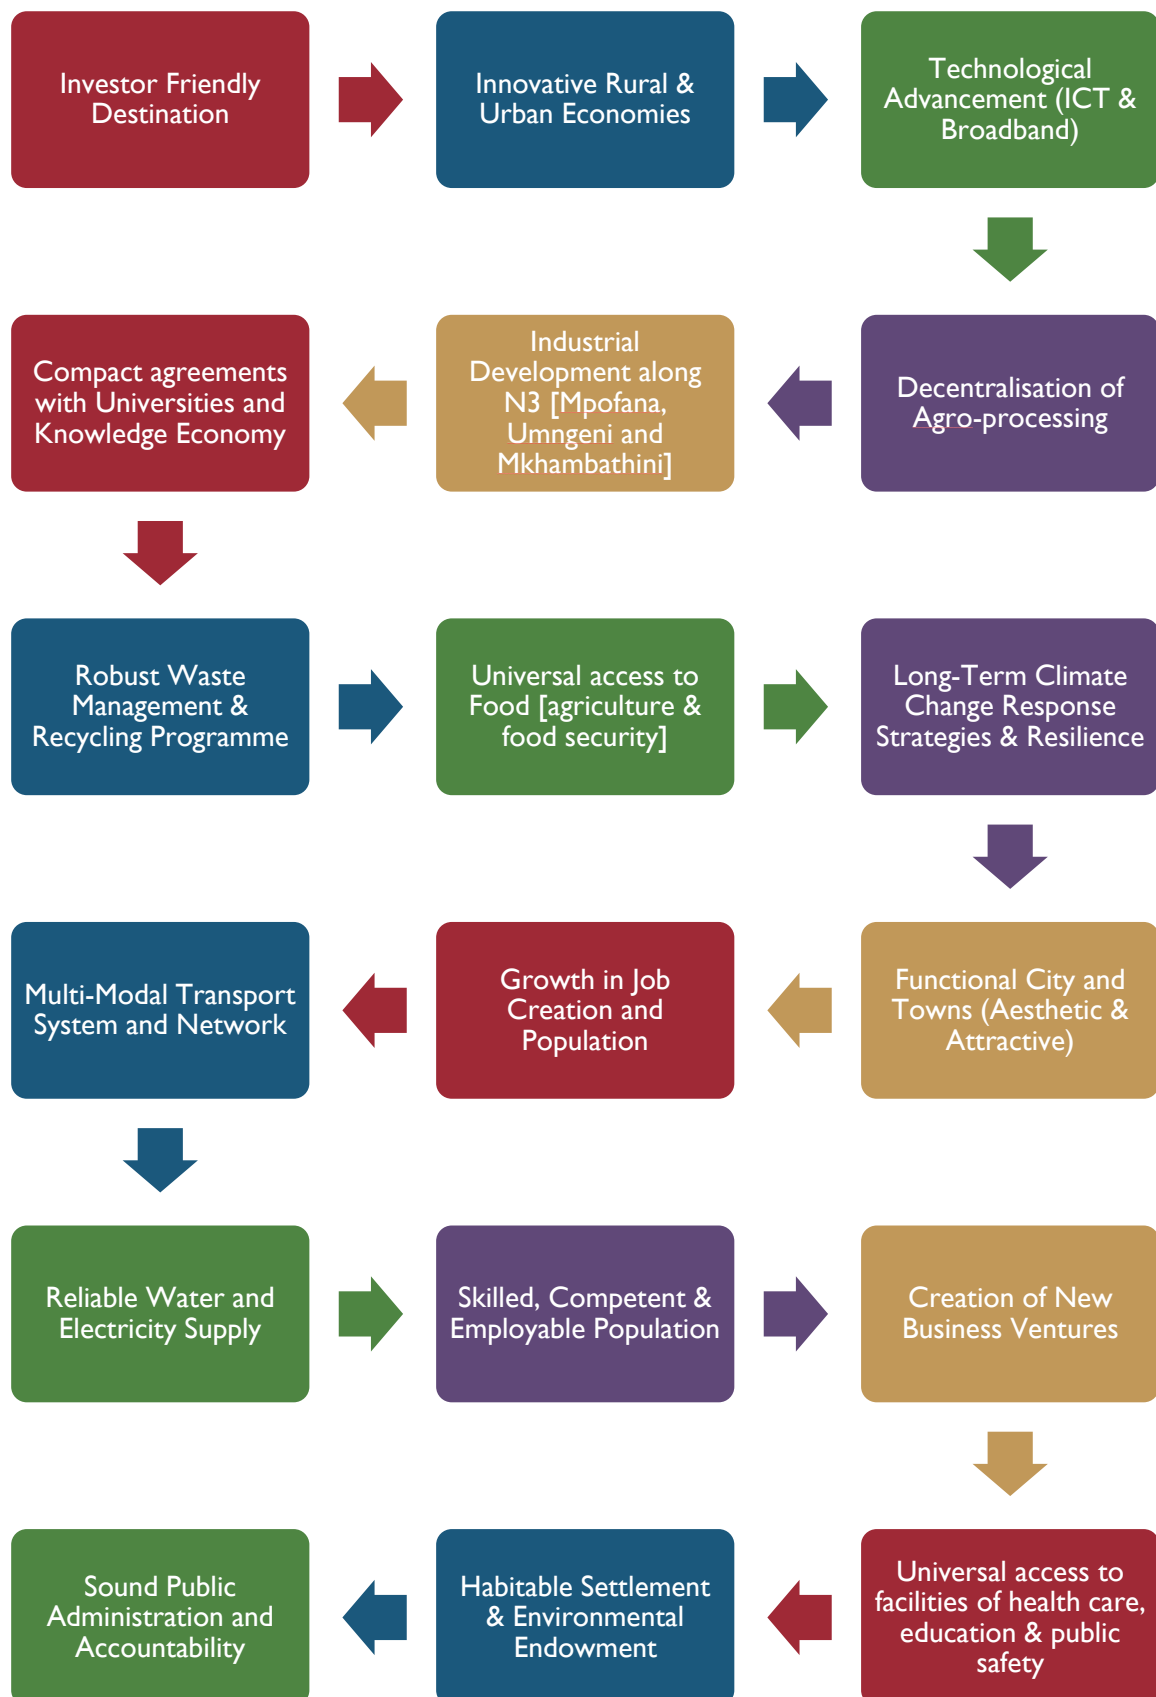 Investor Friendly
Destination
Innovative Rural &
Urban Economies
Technological
Advancement (ICT &
Broadband)
Decentralisation of
Agro-processing
Industrial
Development along
N3 [Mpofana,
Umngeni and
Mkhambathini]
Compact agreements
with Universities and
Knowledge Economy
Robust Waste
Management &
Recycling Programme
Universal access to
Food [agriculture &
food security]
Long-Term Climate
Change Response
Strategies & Resilience
Functional City and
Towns (Aesthetic &
Attractive)
Growth in Job
Creation and
Population
Multi-Modal Transport
System and Network
Reliable Water and
Electricity Supply
Skilled, Competent &
Employable Population
Creation of New
Business Ventures
Universal access to
facilities of health care,
education & public
safety
Habitable Settlement
& Environmental
Endowment
Sound Public
Administration and
Accountability